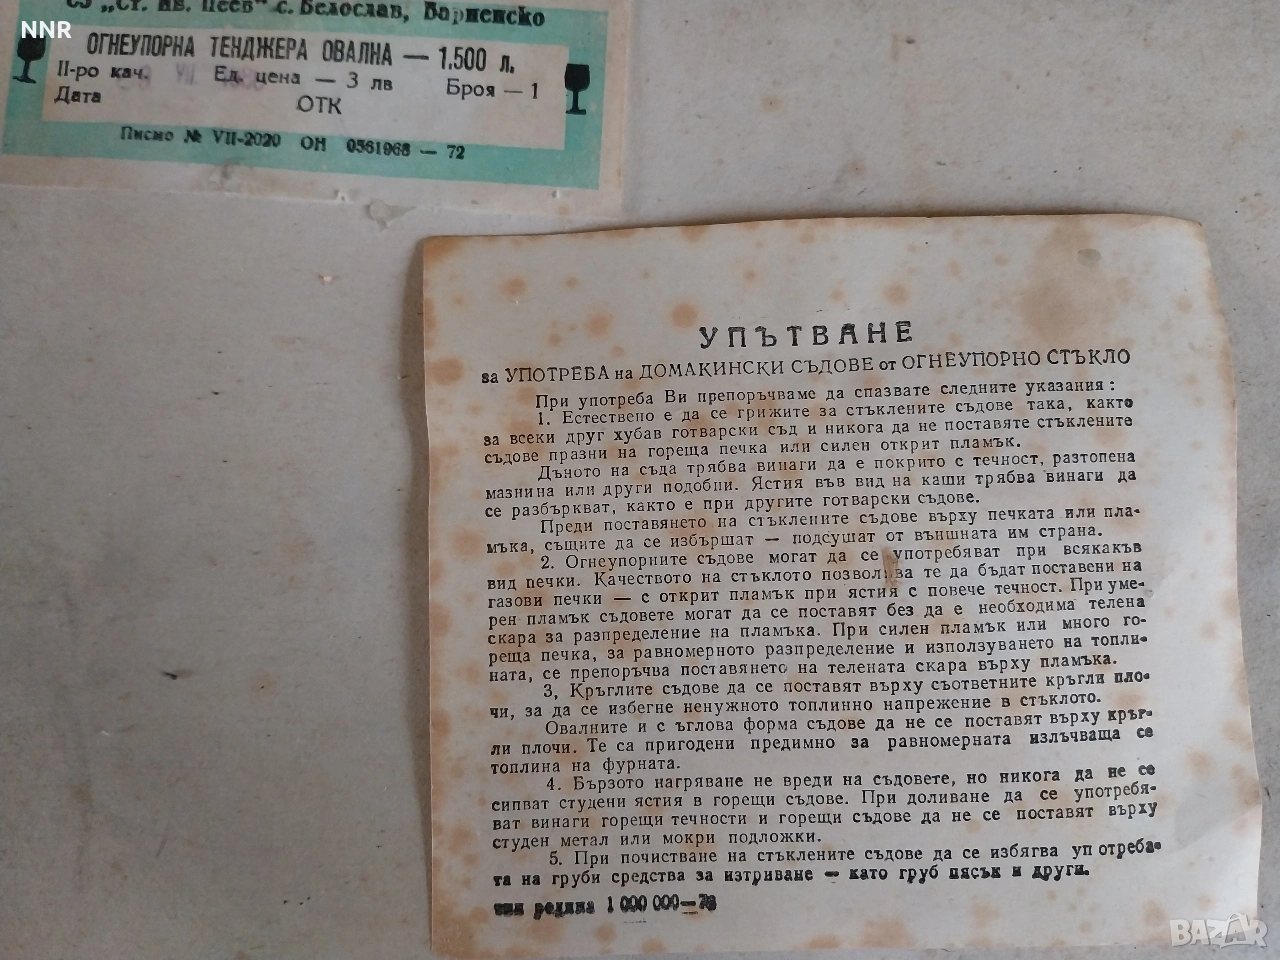 NNR
СЗ „Ст. Ив. Пеев" с. Белослав, Варненско
ОГНЕУПОРНА ТЕНДЖЕРА ОВАЛНА — 1.500 л.
II-ро кач. Ед. цена — 3 лв Броя — 1
Дата ОТК
Писмо № VII-2020 ОН 0561968 — 72
УПЪТВАНЕ
за УПОТРЕБА на ДОМАКИНСКИ СЪДОВЕ от ОГНЕУПОРНО СТЪКЛО
При употреба Ви препоръчваме да спазвате следните указания:
1. Естествено е да се грижите за стъклените съдове така, както
за всеки друг хубав готварски съд и никога да не поставяте стъклените
съдове празни на гореща печка или силен открит пламък.
Дъното на съда трябва винаги да е покрито с течност, разтопена
мазнина или други подобни. Ястия във вид на каши трябва винаги да
се разбъркват, както е при другите готварски съдове.
Преди поставянето на стъклените съдове върху печката или пла-
мъка, същите да се избършат — подсушат от външната им страна.
2. Огнеупорните съдове могат да се употребяват при всякакъв
вид печки. Качеството на стъклото позволява те да бъдат поставени на
газови печки — с открит пламък при ястия с повече течност. При уме-
рен пламък съдовете могат да се поставят без да е необходима телена
скара за разпределение на пламъка. При силен пламък или много го-
реща печка, за равномерното разпределение и използуването на топли-
ната, се препоръчва поставянето на телената скара върху пламъка.
3, Кръглите съдове да се поставят върху съответните кръгли пло-
чи, за да се избегне ненужното топлинно напрежение в стъклото.
Овалните и с ъглова форма съдове да не се поставят върху кръг-
ли плочи. Те са пригодени предимно за равномерната излъчваща се
топлина на фурната.
4. Бързото нагряване не вреди на съдовете, но никога да не се
сипват студени ястия в горещи съдове. При доливане да се употребя-
ват винаги горещи течности и горещи съдове да не се поставят върху
студен метал или мокри подложки.
5. При почистване на стъклените съдове да се избягва употреба-
та на груби средства за изтриване — като груб пясък и други.
1 000 000—78
BAZAR